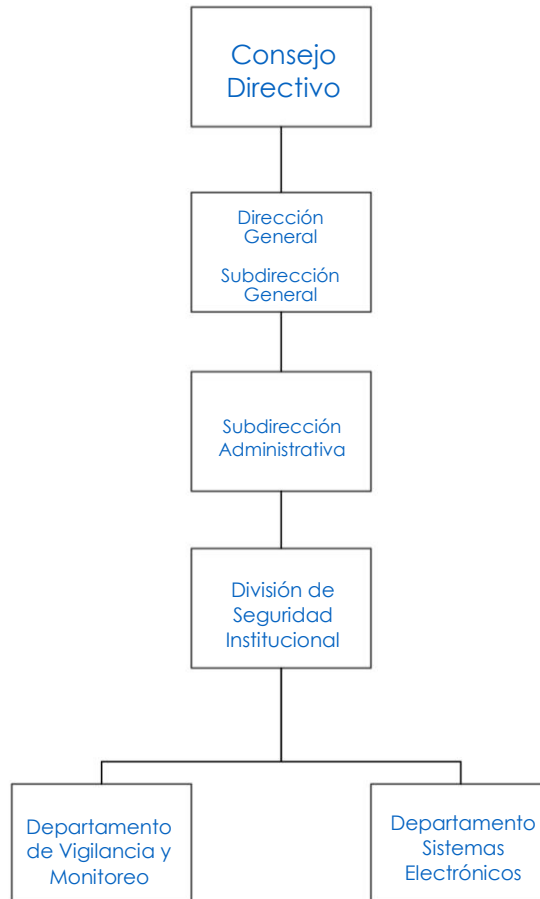 Consejo
Directivo
Dirección
General
Subdirección
General
Subdirección
Administrativa
División de
Seguridad
Institucional
Departamento
de Vigilancia y
Monitoreo
Departamento
Sistemas
Electrónicos